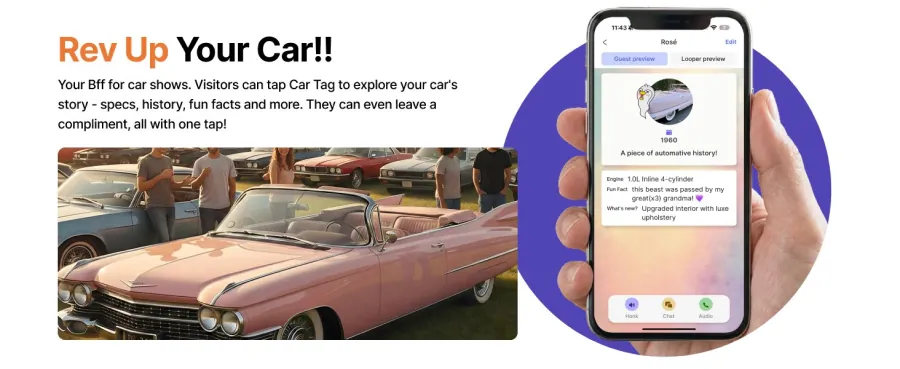 Rev Up Your Car!!
Your Bff for car shows. Visitors can tap Car Tag to explore your car's
story - specs, history, fun facts and more. They can even leave a
compliment, all with one tap!
11:43
Rosé
Edit
Guest preview
Looper preview
1960
A piece of automative history!
Engine 1.0L Inline 4-cylinder
Fun Fact this beast was passed by my
great(x3) grandma! 💜
What's new? Upgraded interior with luxe
upholstery
Honk
Chat
Audio